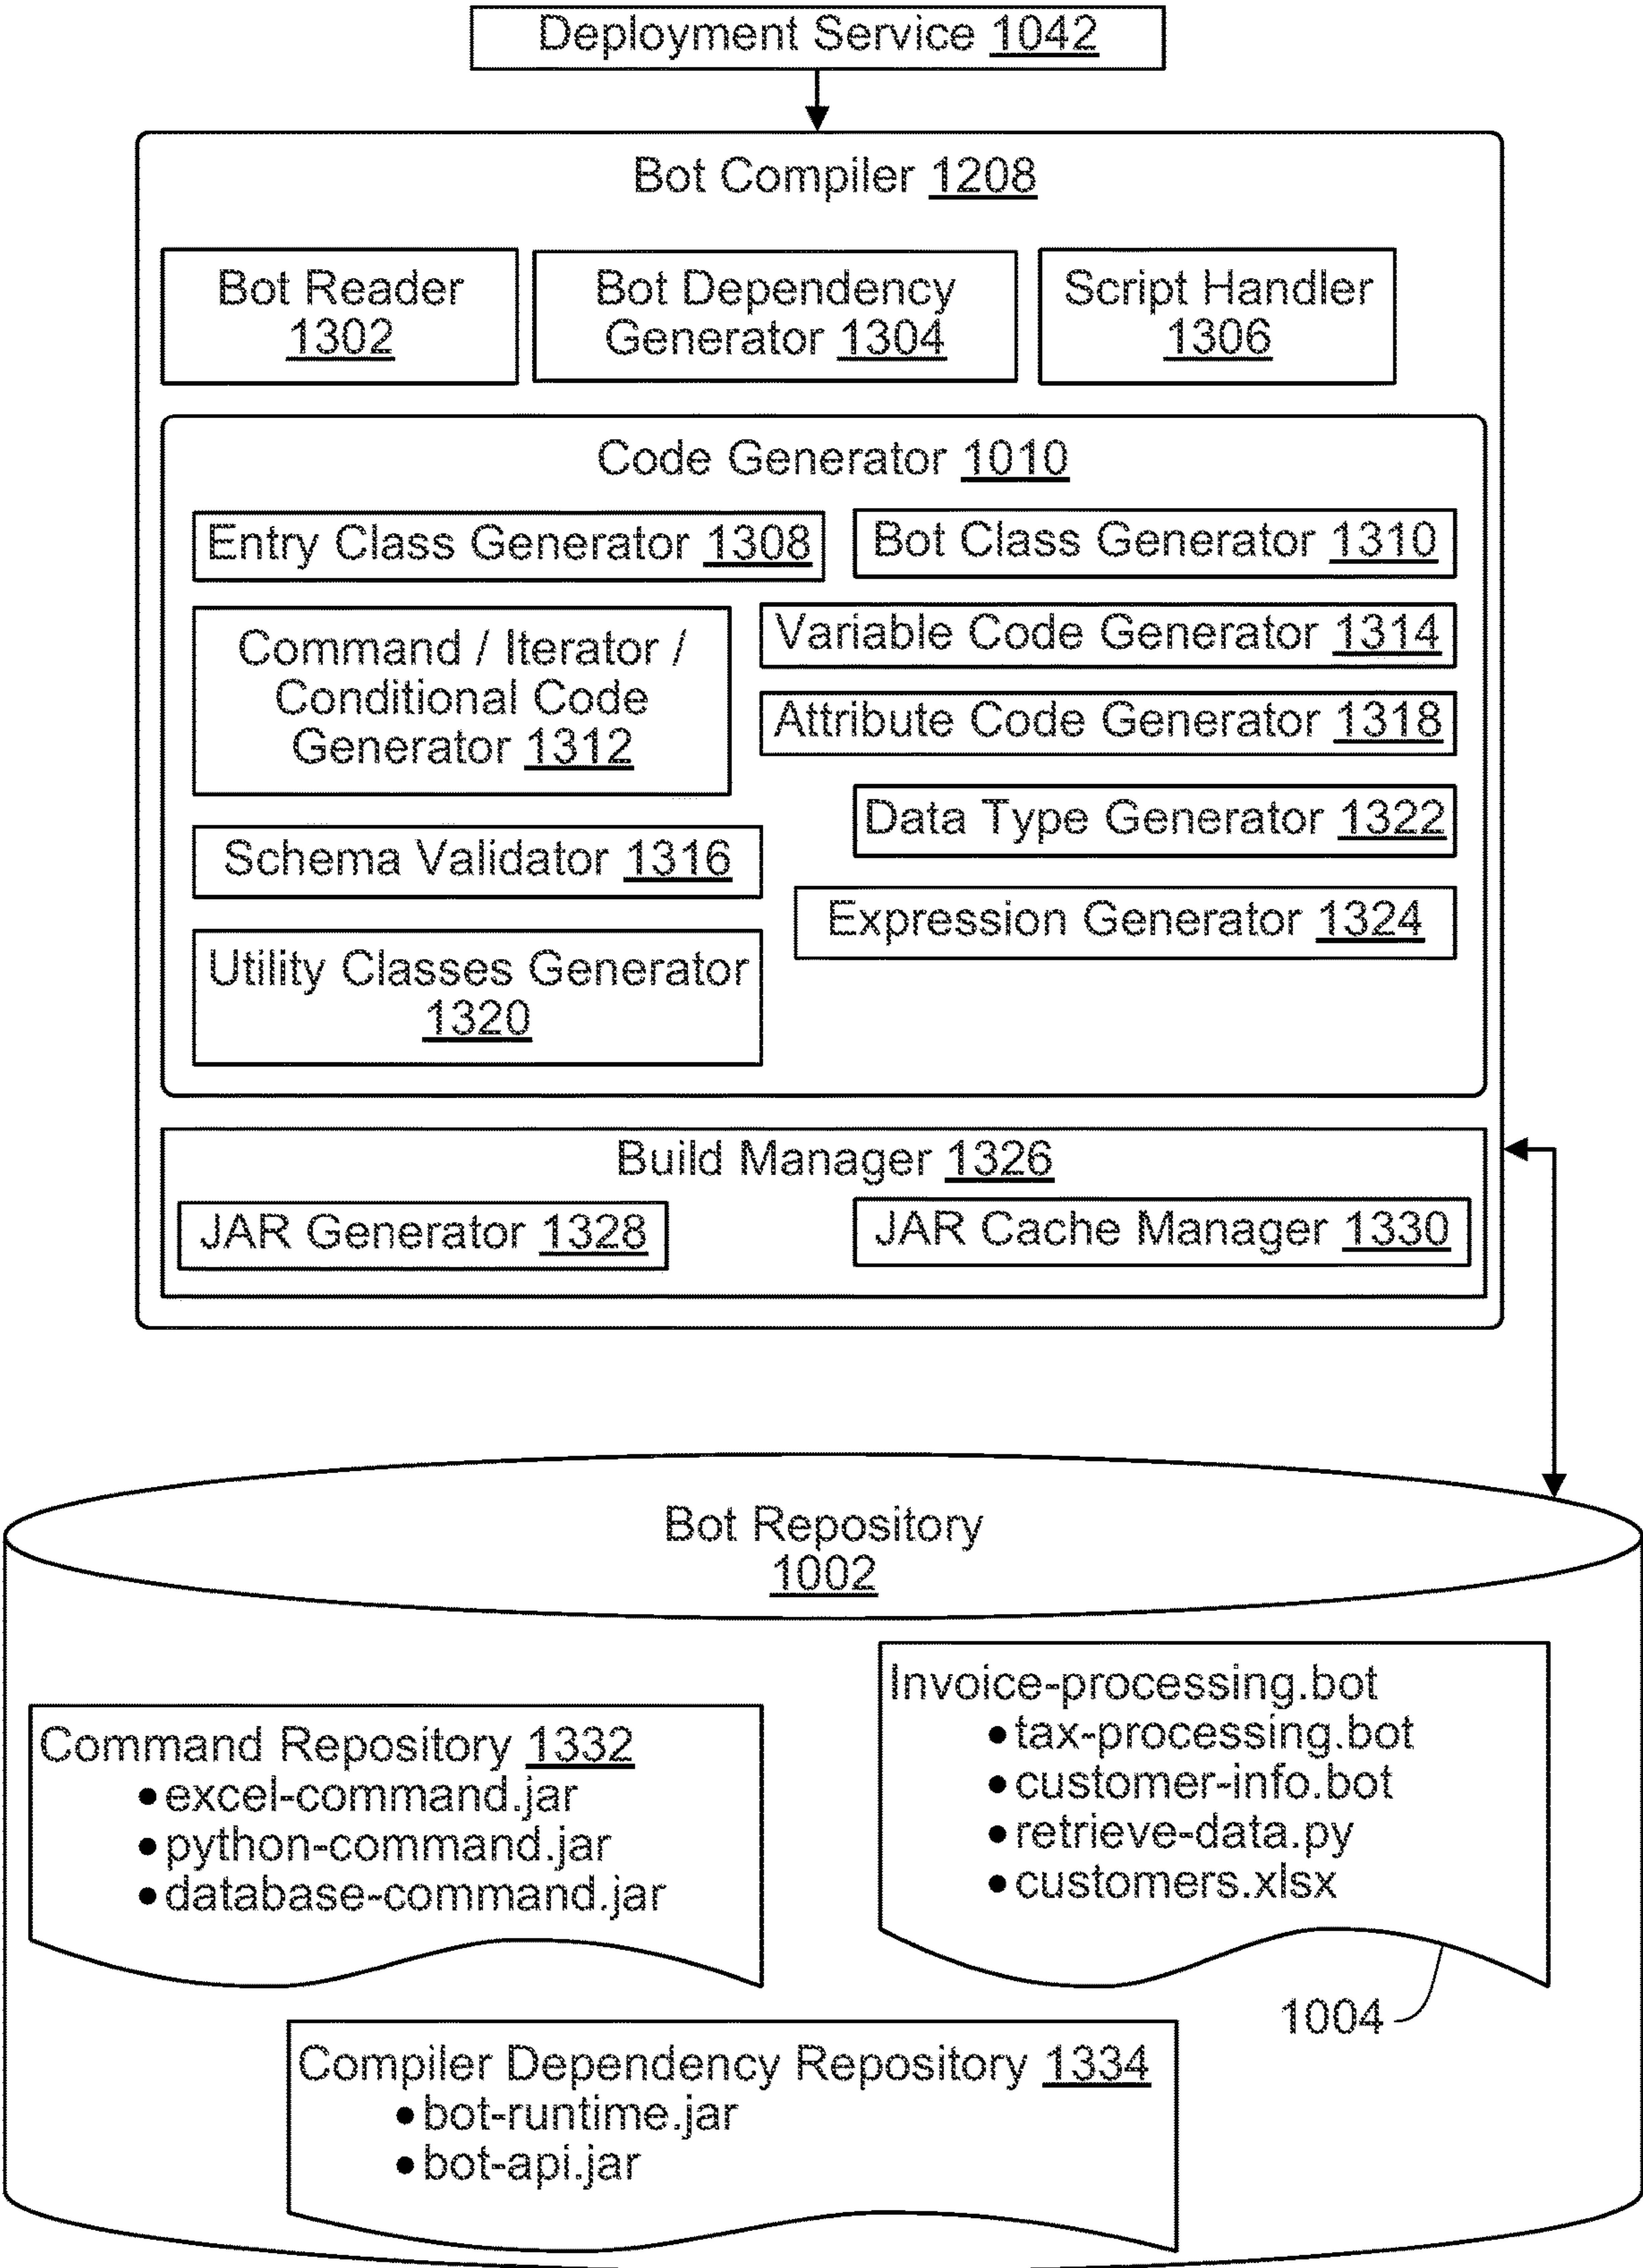 Deployment Service 1042
Bot Compiler 1208
Bot Reader
1302
Bot Dependency
Generator 1304
Script Handler
1306
Code Generator 1010
Entry Class Generator 1308
Bot Class Generator 1310
Command / Iterator /
Conditional Code
Generator 1312
Variable Code Generator 1314
Attribute Code Generator 1318
Schema Validator 1316
Data Type Generator 1322
Utility Classes Generator
1320
Expression Generator 1324
Build Manager 1326
JAR Generator 1328
JAR Cache Manager 1330
Bot Repository
1002
Command Repository 1332
• excel-command.jar
• python-command.jar
• database-command.jar
Invoice-processing.bot
• tax-processing.bot
• customer-info.bot
• retrieve-data.py
• customers.xlsx
1004
Compiler Dependency Repository 1334
• bot-runtime.jar
• bot-api.jar